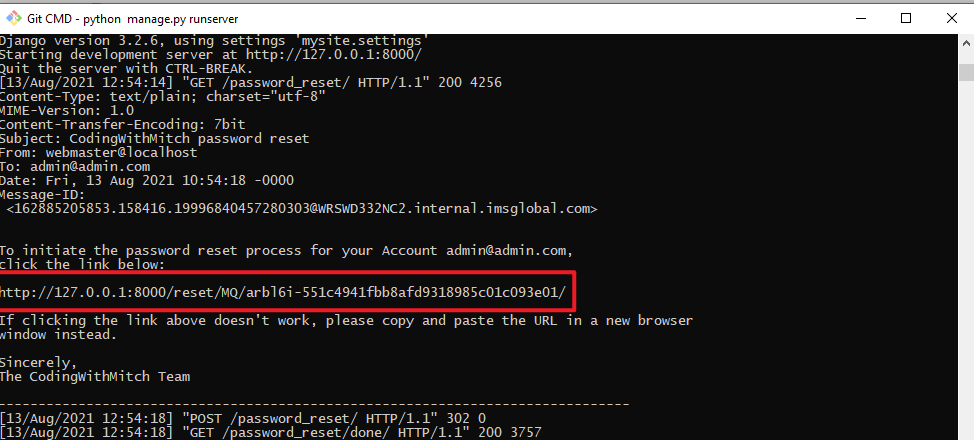 Git CMD - python  manage.py runserver
Django version 3.2.6, using settings 'mysite.settings'
Starting development server at http://127.0.0.1:8000/
Quit the server with CTRL-BREAK.
[13/Aug/2021 12:54:14] "GET /password_reset/ HTTP/1.1" 200 4256
Content-Type: text/plain; charset="utf-8"
MIME-Version: 1.0
Content-Transfer-Encoding: 7bit
Subject: CodingWithMitch password reset
From: webmaster@localhost
To: admin@admin.com
Date: Fri, 13 Aug 2021 10:54:18 -0000
Message-ID:
<162885205853.158416.19996840457280303@WRSWD332NC2.internal.imsglobal.com>
To initiate the password reset process for your Account admin@admin.com,
click the link below:
http://127.0.0.1:8000/reset/MQ/arbl6i-551c4941fbb8afd9318985c01c093e01/
If clicking the link above doesn't work, please copy and paste the URL in a new browser
window instead.
Sincerely,
The CodingWithMitch Team
-------------------------------------------------------------------------------
[13/Aug/2021 12:54:18] "POST /password_reset/ HTTP/1.1" 302 0
[13/Aug/2021 12:54:18] "GET /password_reset/done/ HTTP/1.1" 200 3757